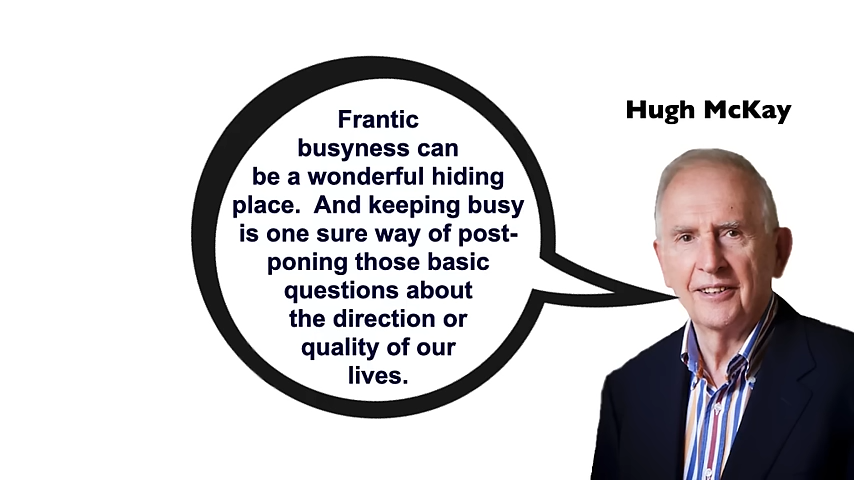 Hugh McKay
Frantic
busyness can
be a wonderful hiding
place.  And keeping busy
is one sure way of post-
poning those basic
questions about
the direction or
quality of our
lives.